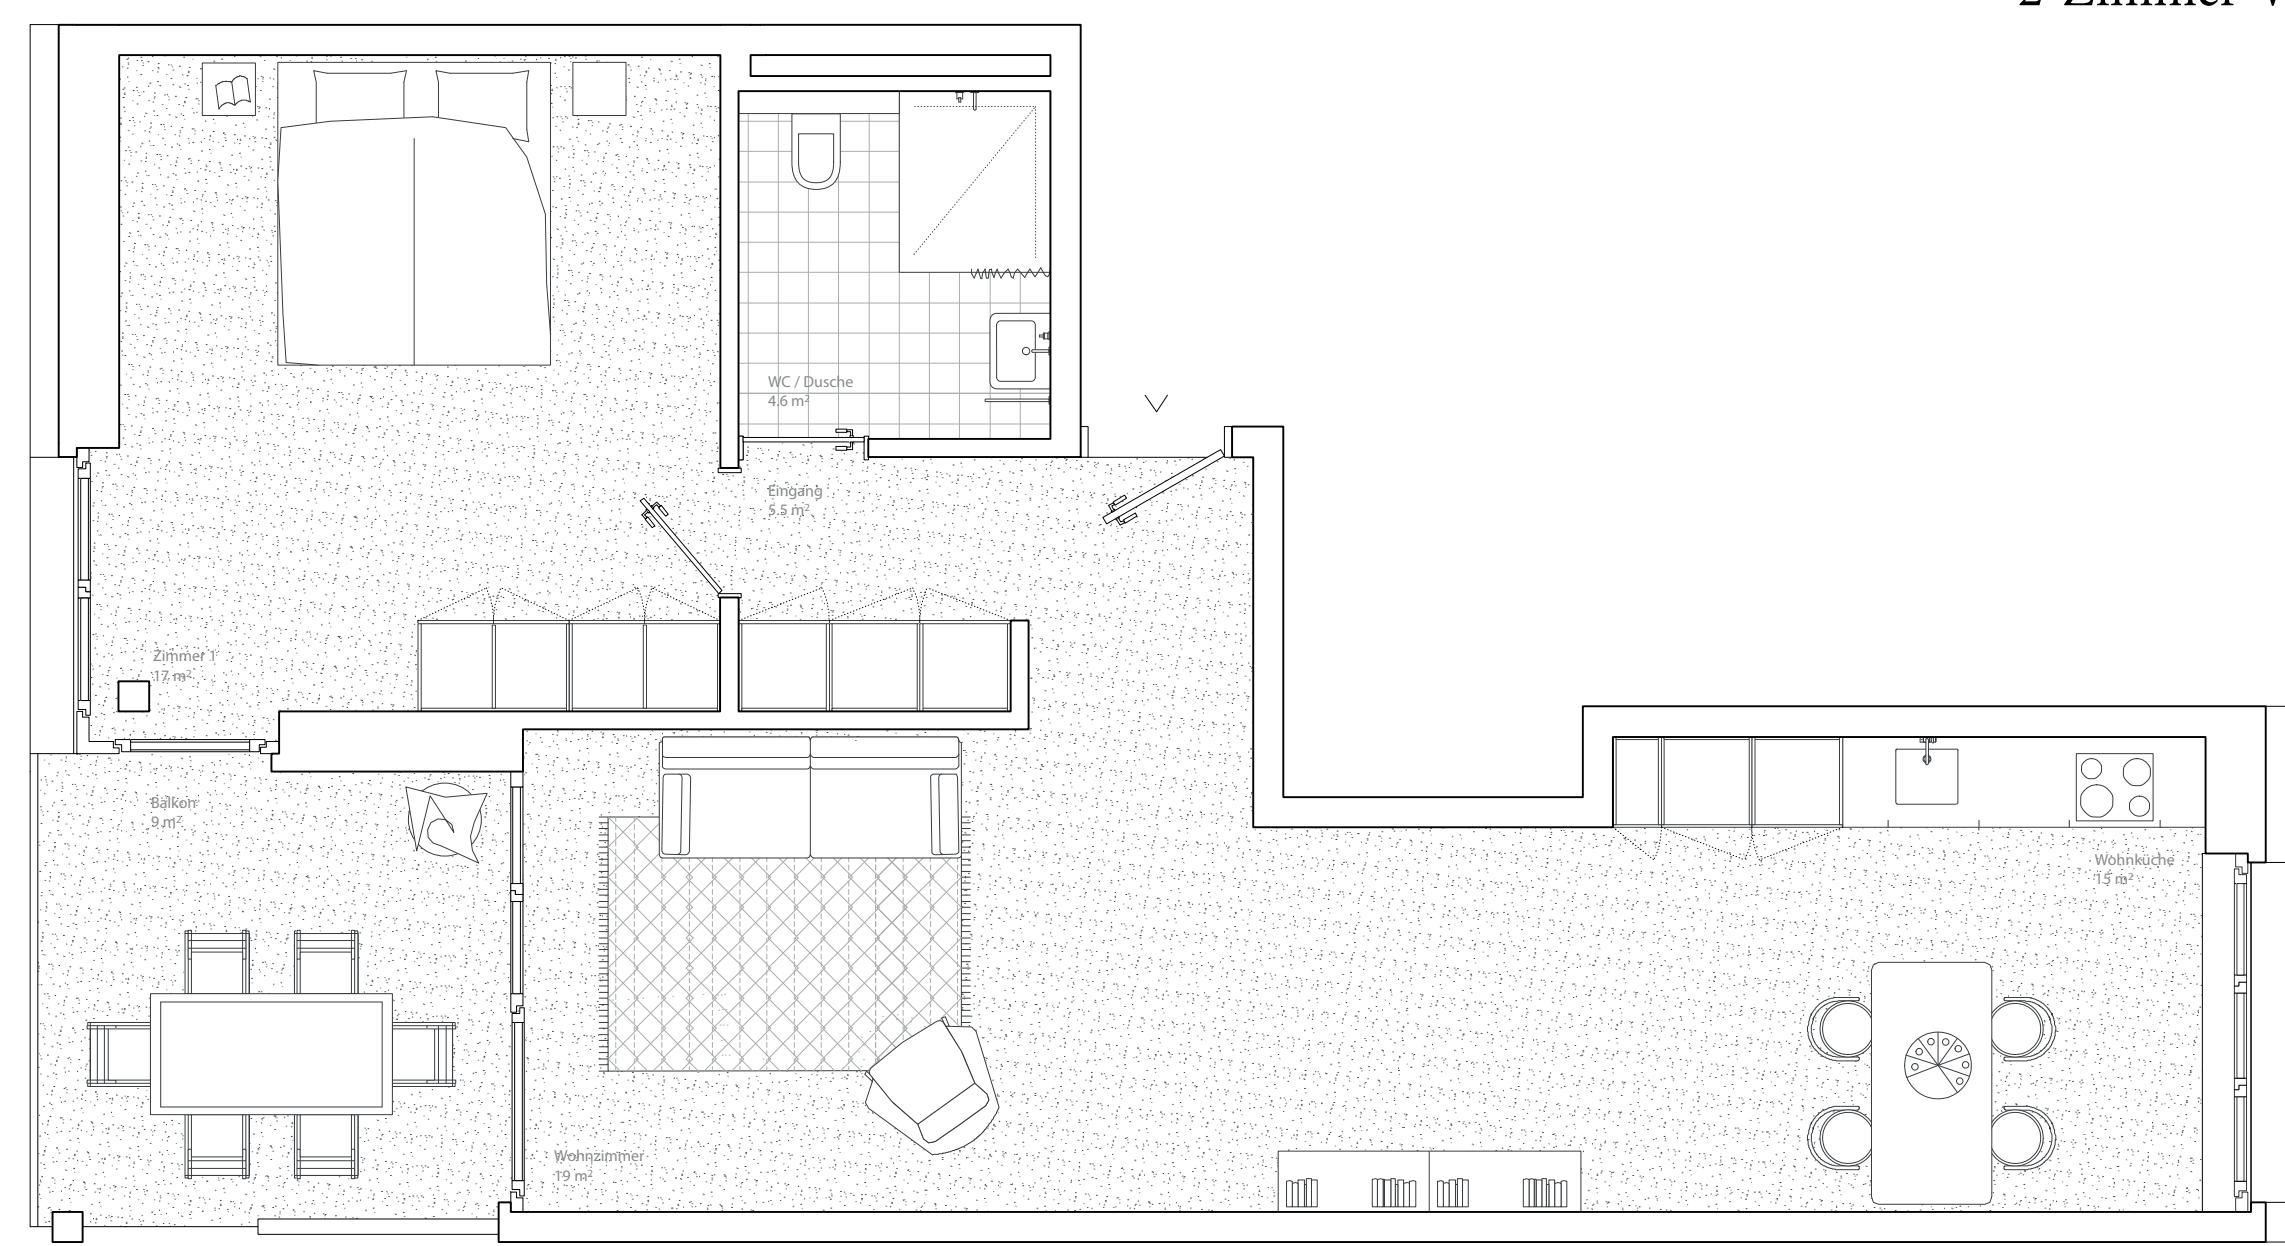 WC / Dusche
4.6 m²
Eingang
5.5 m²
Zimmer 1
17 m²
Balkon
9 m²
Wohnküche
15 m²
Wohnzimmer
19 m²